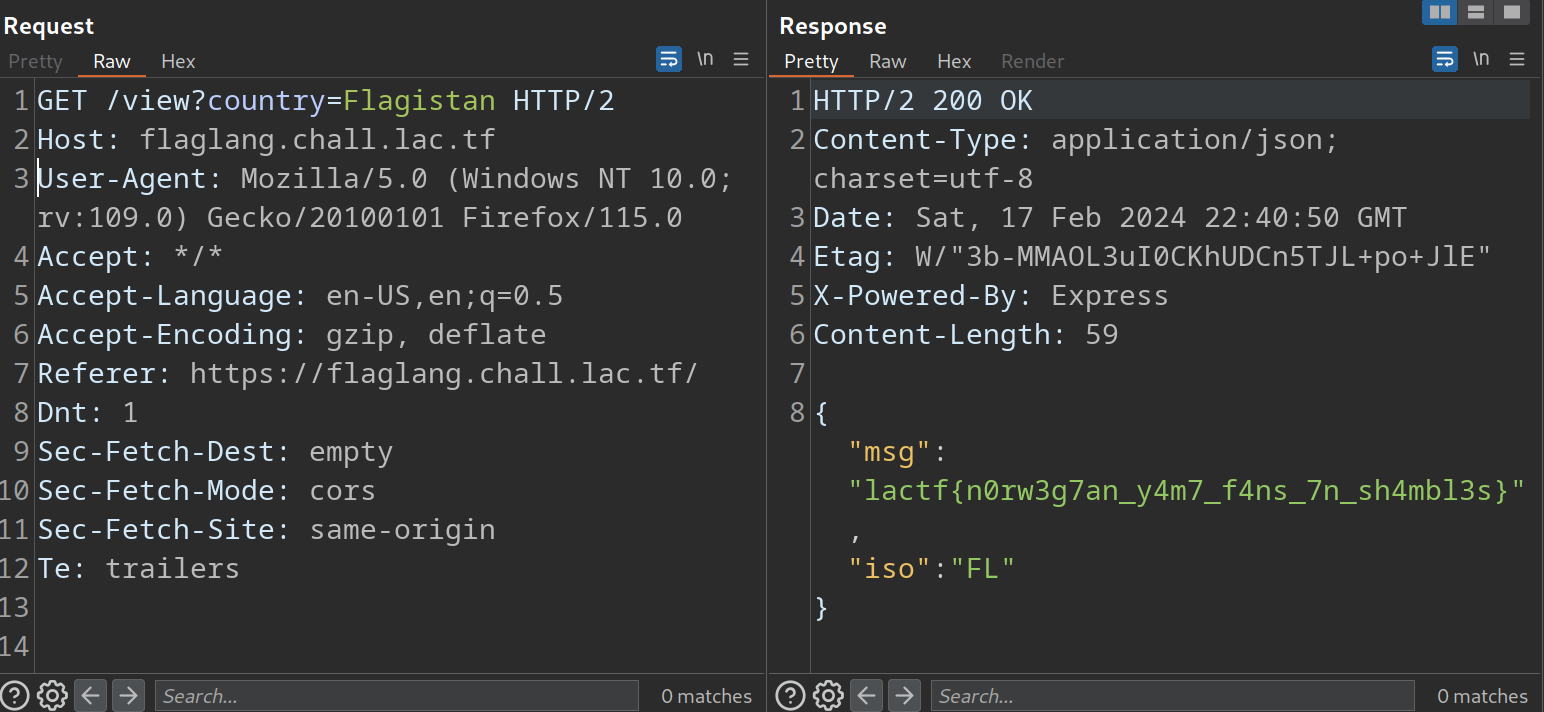 Request
Pretty Raw Hex
\n
1 GET /view?country=Flagistan HTTP/2
2 Host: flaglang.chall.lac.tf
3 User-Agent: Mozilla/5.0 (Windows NT 10.0;
rv:109.0) Gecko/20100101 Firefox/115.0
4 Accept: */*
5 Accept-Language: en-US,en;q=0.5
6 Accept-Encoding: gzip, deflate
7 Referer: https://flaglang.chall.lac.tf/
8 Dnt: 1
9 Sec-Fetch-Dest: empty
10 Sec-Fetch-Mode: cors
11 Sec-Fetch-Site: same-origin
12 Te: trailers
13
14
Search...
0 matches
Response
Pretty Raw Hex Render
\n
1 HTTP/2 200 OK
2 Content-Type: application/json;
charset=utf-8
3 Date: Sat, 17 Feb 2024 22:40:50 GMT
4 Etag: W/"3b-MMAOL3uI0CKhUDCn5TJL+po+JlE"
5 X-Powered-By: Express
6 Content-Length: 59
7
8 {
"msg":
"lactf{n0rw3g7an_y4m7_f4ns_7n_sh4mbl3s}"
,
"iso":"FL"
}
Search...
0 matches